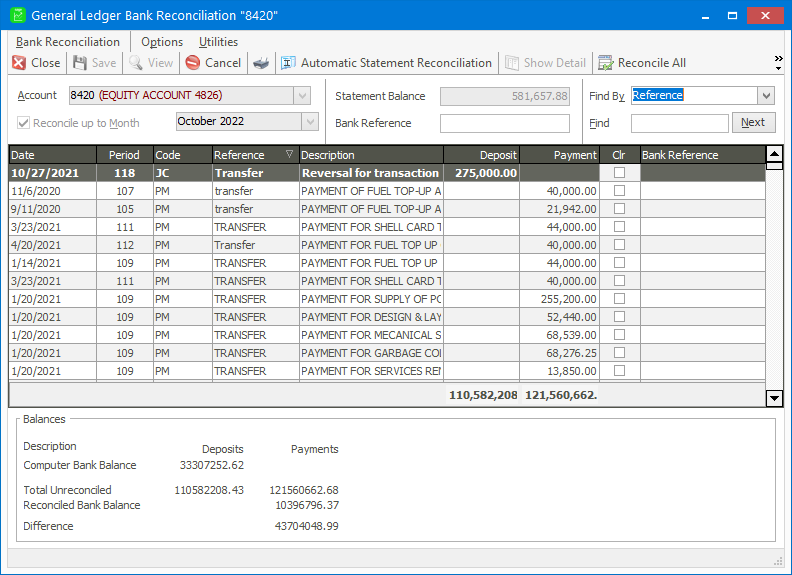 General Ledger Bank Reconciliation "8420"
Bank Reconciliation Options Utilities
Close Save View Cancel Automatic Statement Reconciliation Show Detail Reconcile All
Account 8420 (EQUITY ACCOUNT 4826) Statement Balance 581,657.88 Find By Reference
Reconcile up to Month October 2022 Bank Reference Find Next
Date Period Code Reference Description Deposit Payment Clr Bank Reference
10/27/2021 118 JC Transfer Reversal for transaction 275,000.00
11/6/2020 107 PM transfer PAYMENT OF FUEL TOP-UP A 40,000.00
9/11/2020 105 PM transfer PAYMENT OF FUEL TOP-UP A 21,942.00
3/23/2021 111 PM TRANSFER PAYMENT FOR SHELL CARD T 44,000.00
4/20/2021 112 PM Transfer PAYMENT FOR FUEL TOP UP 40,000.00
1/14/2021 109 PM TRANSFER PAYMENT FOR FUEL TOP UP 44,000.00
3/23/2021 111 PM TRANSFER PAYMENT FOR SHELL CARD T 40,000.00
1/20/2021 109 PM TRANSFER PAYMENT FOR SUPPLY OF PC 255,200.00
1/20/2021 109 PM TRANSFER PAYMENT FOR DESIGN & LAY 52,440.00
1/20/2021 109 PM TRANSFER PAYMENT FOR MECANICAL S 68,539.00
1/20/2021 109 PM TRANSFER PAYMENT FOR GARBAGE COI 68,276.25
1/20/2021 109 PM TRANSFER PAYMENT FOR SERVICES REN 13,850.00
110,582,208 121,560,662.
Balances
Description Deposits Payments
Computer Bank Balance 33307252.62
Total Unreconciled 110582208.43 121560662.68
Reconciled Bank Balance 10396796.37
Difference 43704048.99